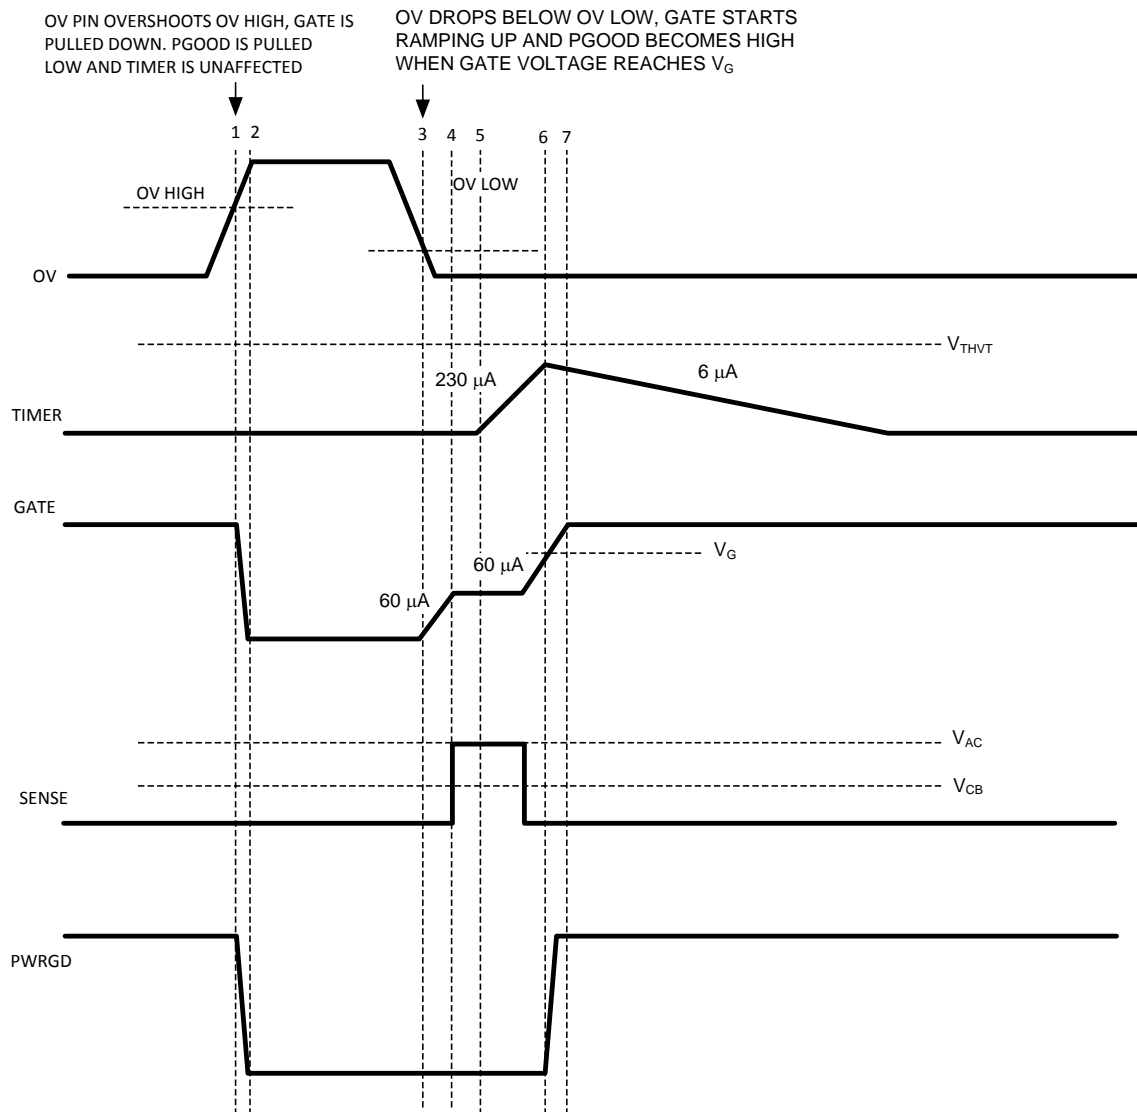 OV PIN OVERSHOOTS OV HIGH, GATE IS
PULLED DOWN. PGOOD IS PULLED
LOW AND TIMER IS UNAFFECTED
OV DROPS BELOW OV LOW, GATE STARTS
RAMPING UP AND PGOOD BECOMES HIGH
WHEN GATE VOLTAGE REACHES VG
1 2 3 4 5 6 7
OV HIGH
OV LOW
OV
VTHVT
230 μA
6 μA
TIMER
GATE
VG
60 μA
60 μA
VAC
VCB
SENSE
PWRGD